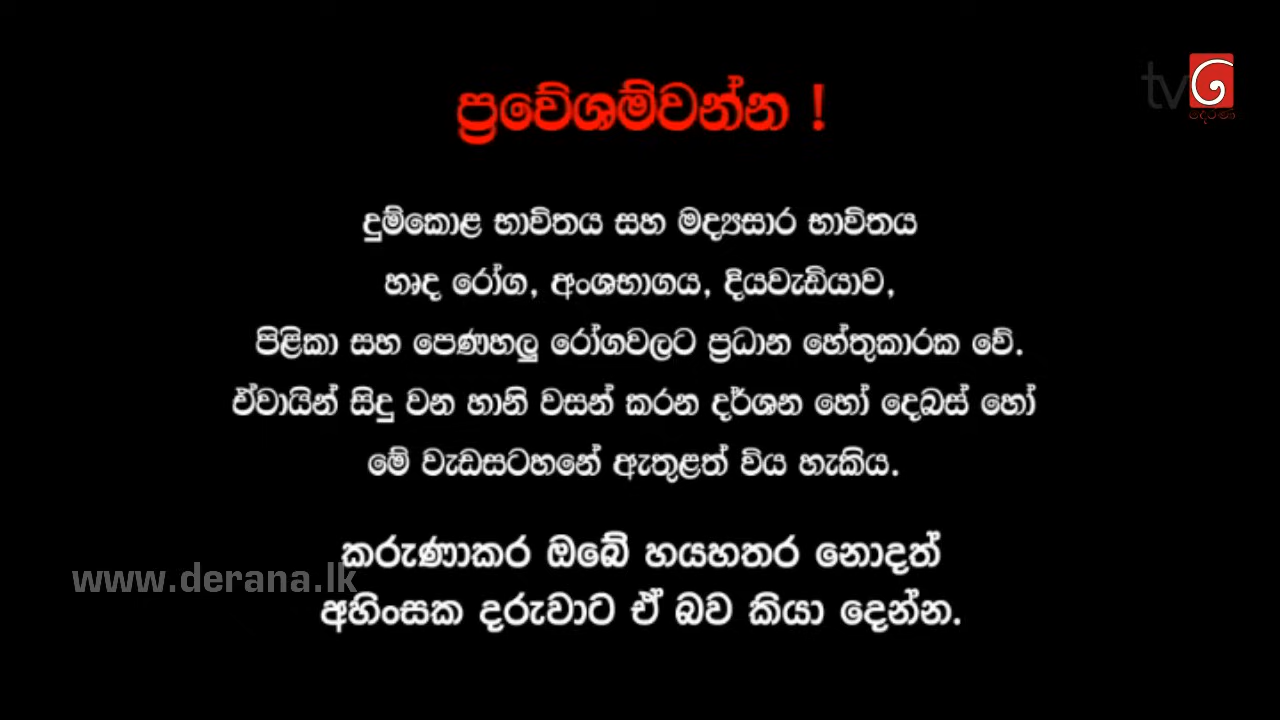 ප්‍රවේශම්වන්න !
tv
දෙරණ
දුම්කොළ භාවිතය සහ මද්‍යසාර භාවිතය
හෘද රෝග, අංශභාගය, දියවැඩියාව,
පිළිකා සහ පෙණහලු රෝගවලට ප්‍රධාන හේතුකාරක වේ.
ඒවායින් සිදු වන හානි වසන් කරන දර්ශන හෝ දෙබස් හෝ
මේ වැඩසටහනේ ඇතුළත් විය හැකිය.
කරුණාකර ඔබේ හයහතර නොදත්
www.derana.lk
අහිංසක දරුවාට ඒ බව කියා දෙන්න.